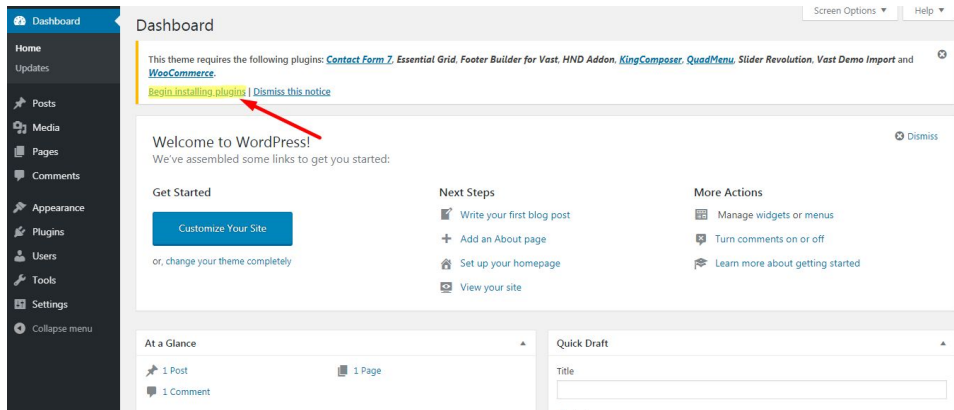 Screen Options ▼ Help ▼
Dashboard
Home
Updates
Posts
Media
Pages
Comments
Appearance
Plugins
Users
Tools
Settings
Collapse menu
Dashboard
This theme requires the following plugins: Contact Form 7, Essential Grid, Footer Builder for Vast, HND Addon, KingComposer, QuadMenu, Slider Revolution, Vast Demo Import and
WooCommerce.
Begin installing plugins | Dismiss this notice
Welcome to WordPress!
Dismiss
We've assembled some links to get you started:
Get Started
Customize Your Site
or, change your theme completely
Next Steps
Write your first blog post
Add an About page
Set up your homepage
View your site
More Actions
Manage widgets or menus
Turn comments on or off
Learn more about getting started
At a Glance
1 Post
1 Page
1 Comment
Quick Draft
Title